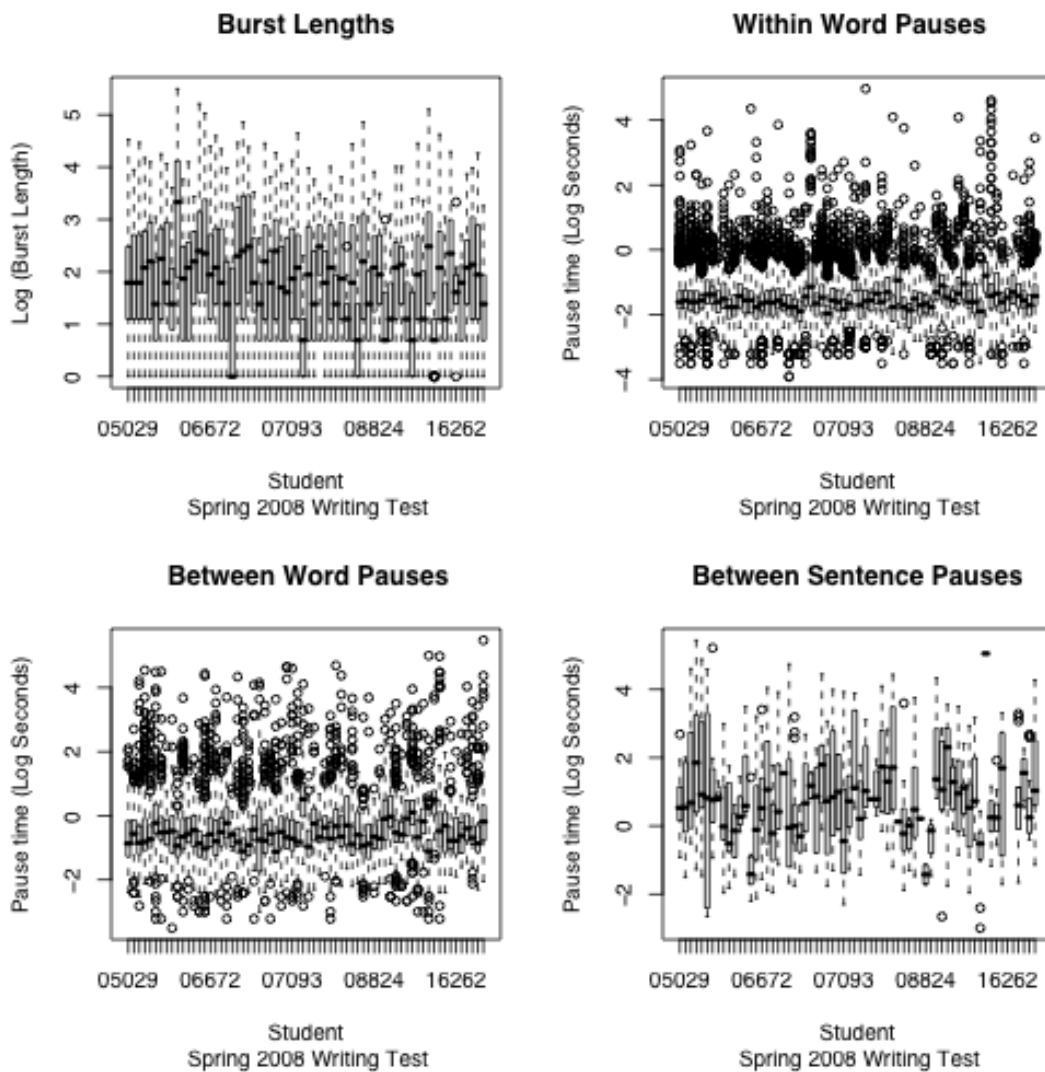 Burst Lengths
Log (Burst Length)
5
4
3
2
1
0
05029 06672 07093 08824 16262
Student
Spring 2008 Writing Test
Within Word Pauses
Pause time (Log Seconds)
4
2
0
−2
−4
05029 06672 07093 08824 16262
Student
Spring 2008 Writing Test
Between Word Pauses
Pause time (Log Seconds)
4
2
0
−2
05029 06672 07093 08824 16262
Student
Spring 2008 Writing Test
Between Sentence Pauses
Pause time (Log Seconds)
4
2
0
−2
05029 06672 07093 08824 16262
Student
Spring 2008 Writing Test